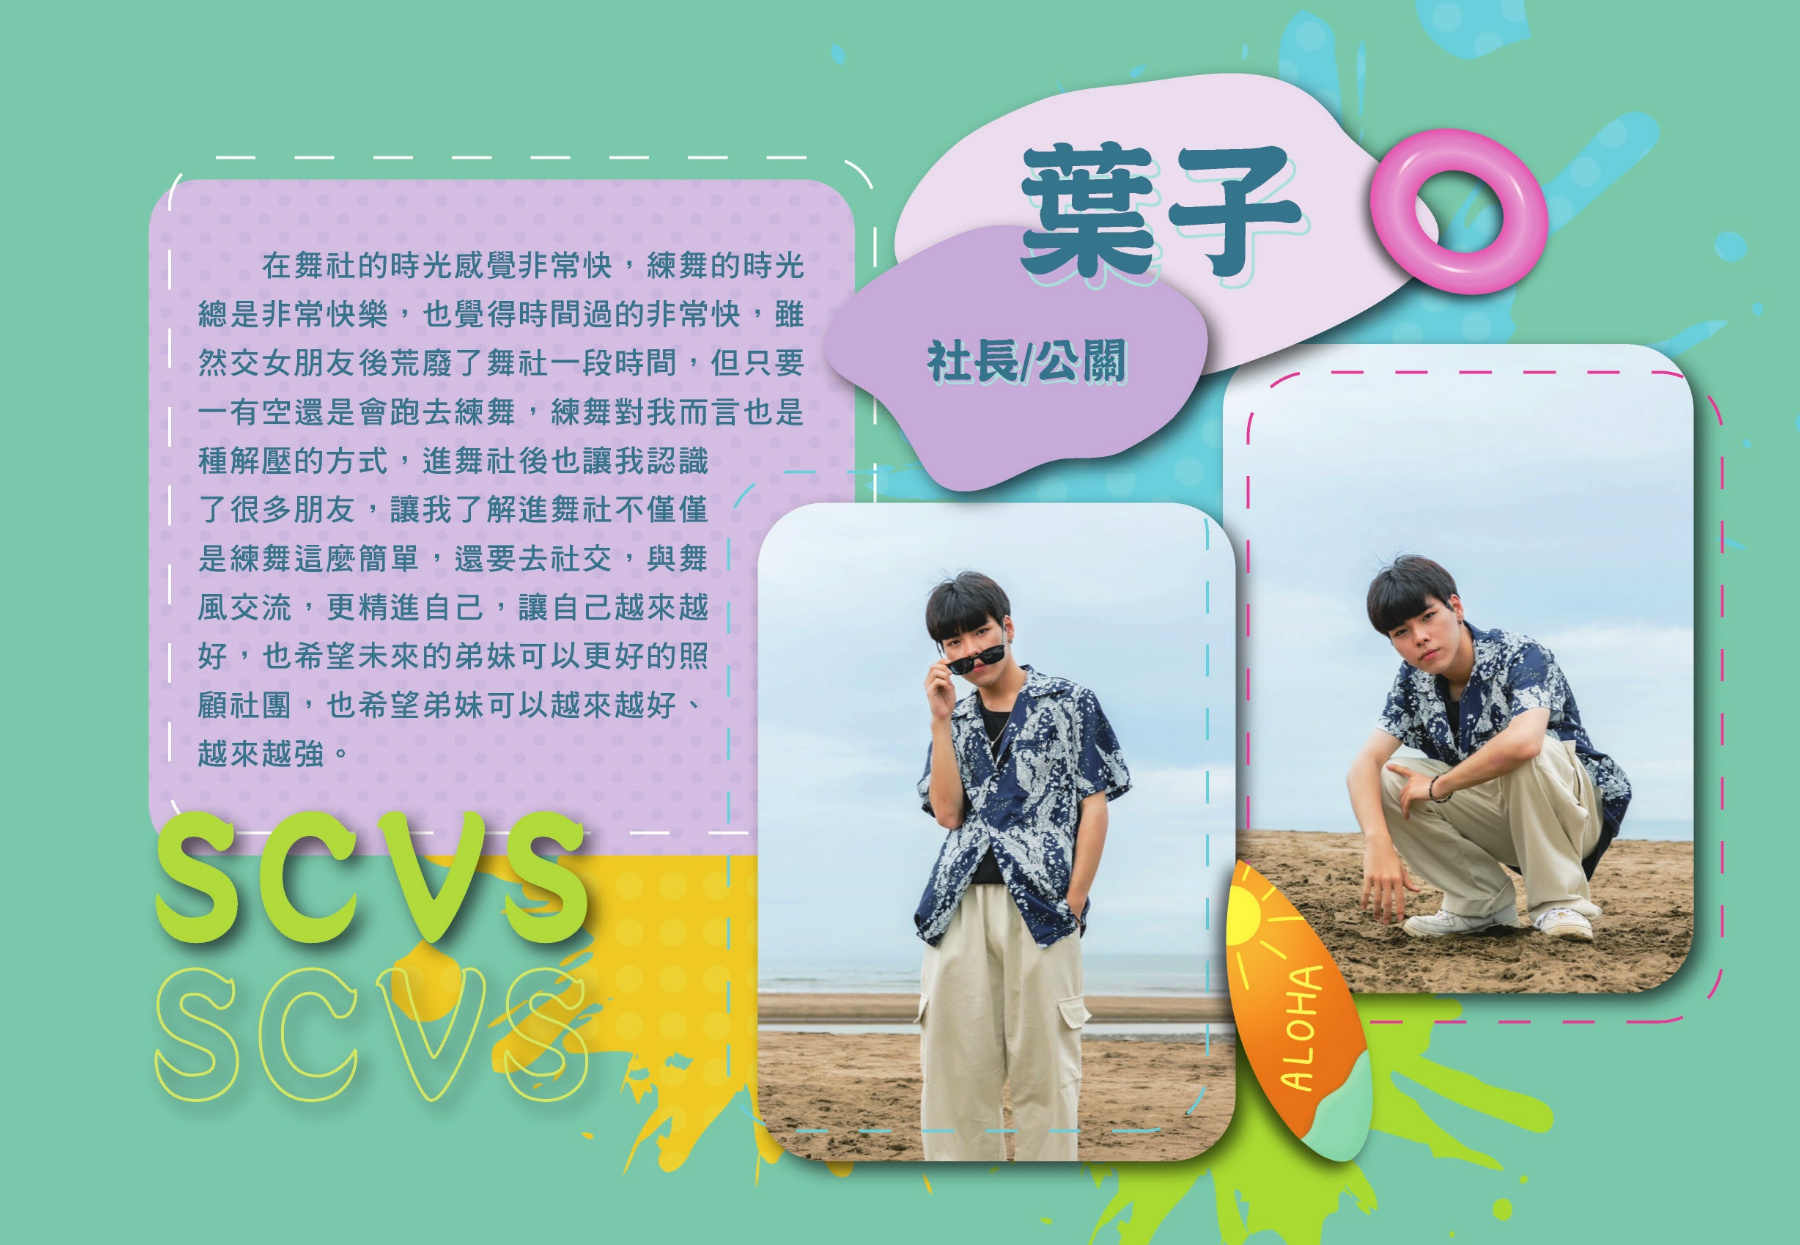 葉子
社長/公關
在舞社的時光感覺非常快，練舞的時光
總是非常快樂，也覺得時間過的非常快，雖
然交女朋友後荒廢了舞社一段時間，但只要
一有空還是會跑去練舞，練舞對我而言也是
種解壓的方式，進舞社後也讓我認識
了很多朋友，讓我了解進舞社不僅僅
是練舞這麼簡單，還要去社交，與舞
風交流，更精進自己，讓自己越來越
好，也希望未來的弟妹可以更好的照
顧社團，也希望弟妹可以越來越好、
越來越強。
SCVS
SCVS
ALOHA